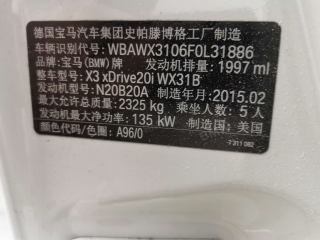 德国宝马汽车集团史帕滕博格工厂制造
车辆识别代号: WBAWX3106F0L31886
品牌: 宝马(BMW)牌 发动机排量: 1997 ml
整车型号: X3 xDrive20i WX31B
发动机型号: N20B20A 制造年月: 2015.02
最大允许总质量: 2325 kg 乘坐人数: 5 人
发动机最大净功率: 135 kW 制造国: 美国
颜色代码/色圈: A96/0
7311 082